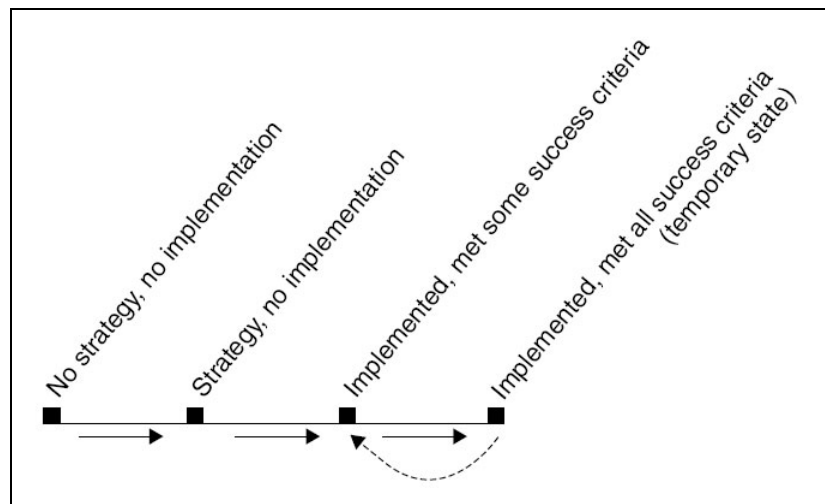 No strategy, no implementation
Strategy, no implementation
Implemented, met some success criteria
Implemented, met all success criteria
(temporary state)